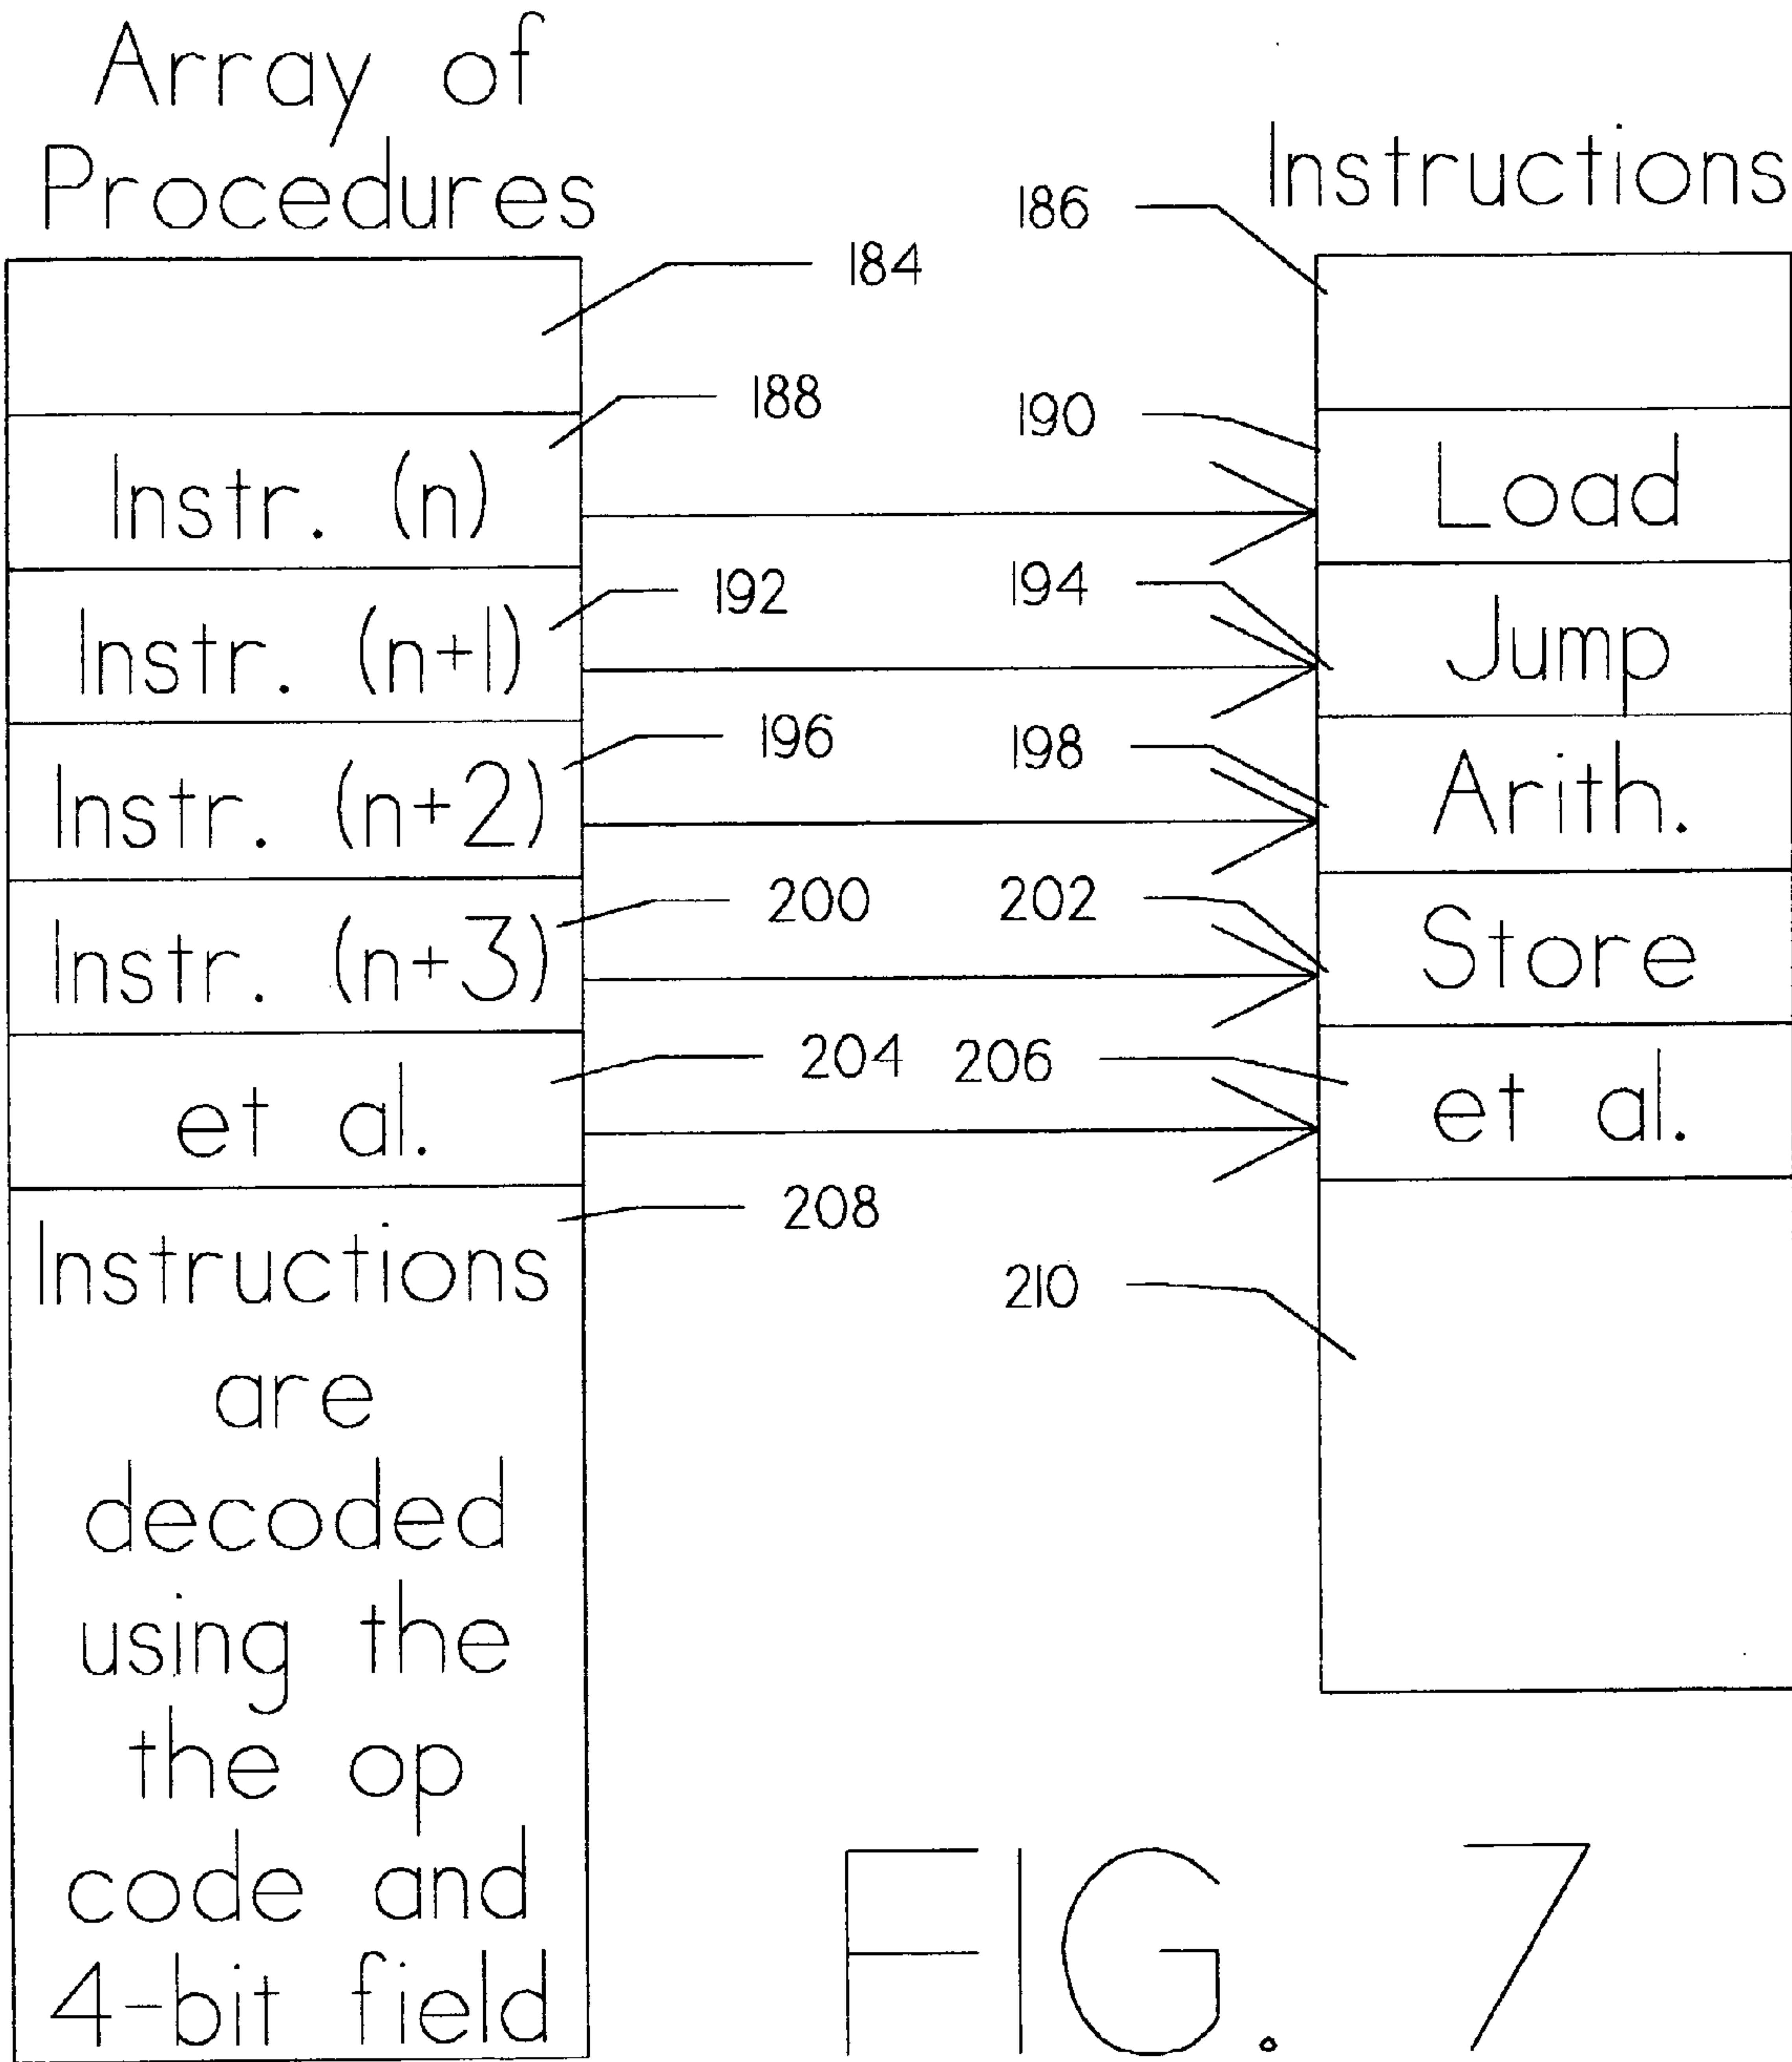 Array of
Procedures
Instructions
186
184
188
190
Instr. (n)
Load
192
194
Instr. (n+1)
Jump
196
198
Instr. (n+2)
Arith.
200
202
Instr. (n+3)
Store
204
206
et al.
et al.
208
210
Instructions
are
decoded
using the
the op
code and
4-bit field
FIG. 7